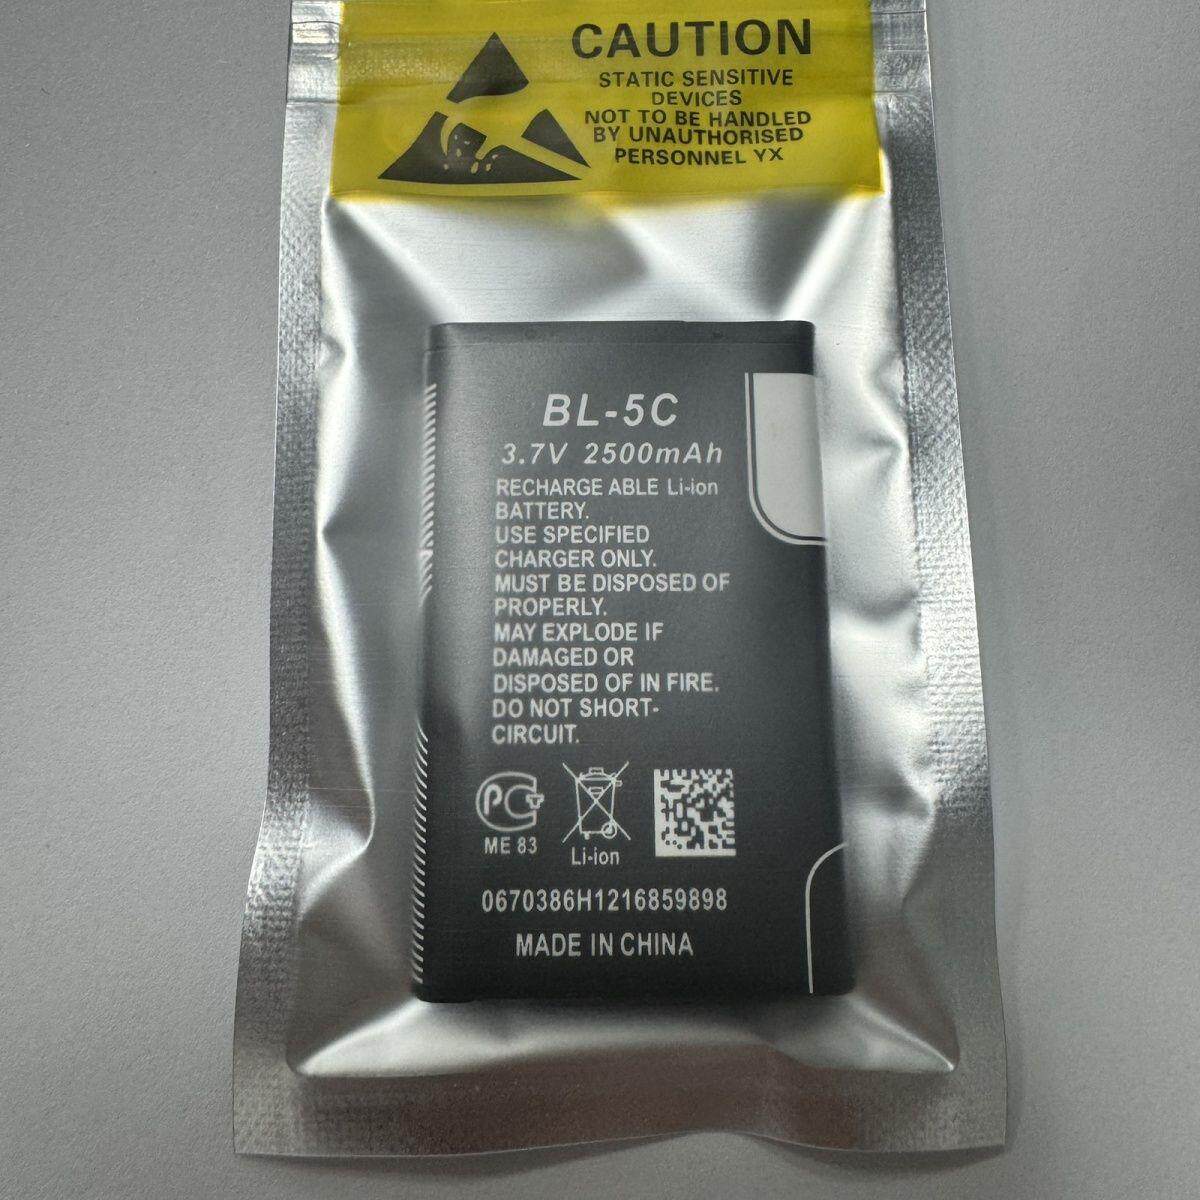 CAUTION
STATIC SENSITIVE
DEVICES
NOT TO BE HANDLED
BY UNAUTHORISED
PERSONNEL YX
BL-5C
3.7V 2500mAh
RECHARGE ABLE Li-ion
BATTERY.
USE SPECIFIED
CHARGER ONLY.
MUST BE DISPOSED OF
PROPERLY.
MAY EXPLODE IF
DAMAGED OR
DISPOSED OF IN FIRE.
DO NOT SHORT-
CIRCUIT.
PCT
ME 83
Li-ion
0670386H1216859898
MADE IN CHINA